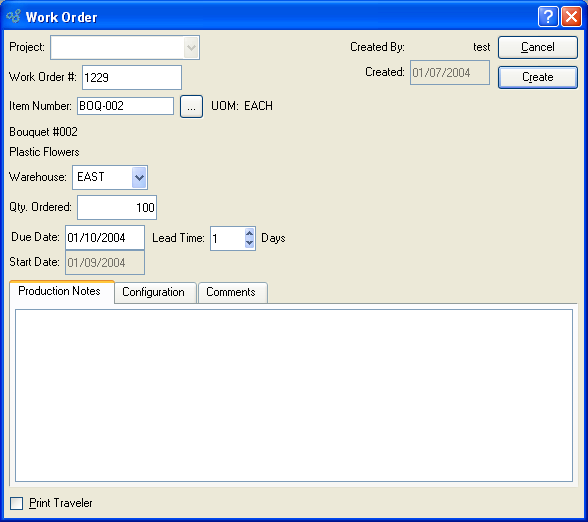 Work Order
Project:
Created By: test
Cancel
Work Order #: 1229
Created: 01/07/2004
Create
Item Number: BOQ-002 ... UOM: EACH
Bouquet #002
Plastic Flowers
Warehouse: EAST
Qty. Ordered: 100
Due Date: 01/10/2004 Lead Time: 1 Days
Start Date: 01/09/2004
Production Notes Configuration Comments
Print Traveler